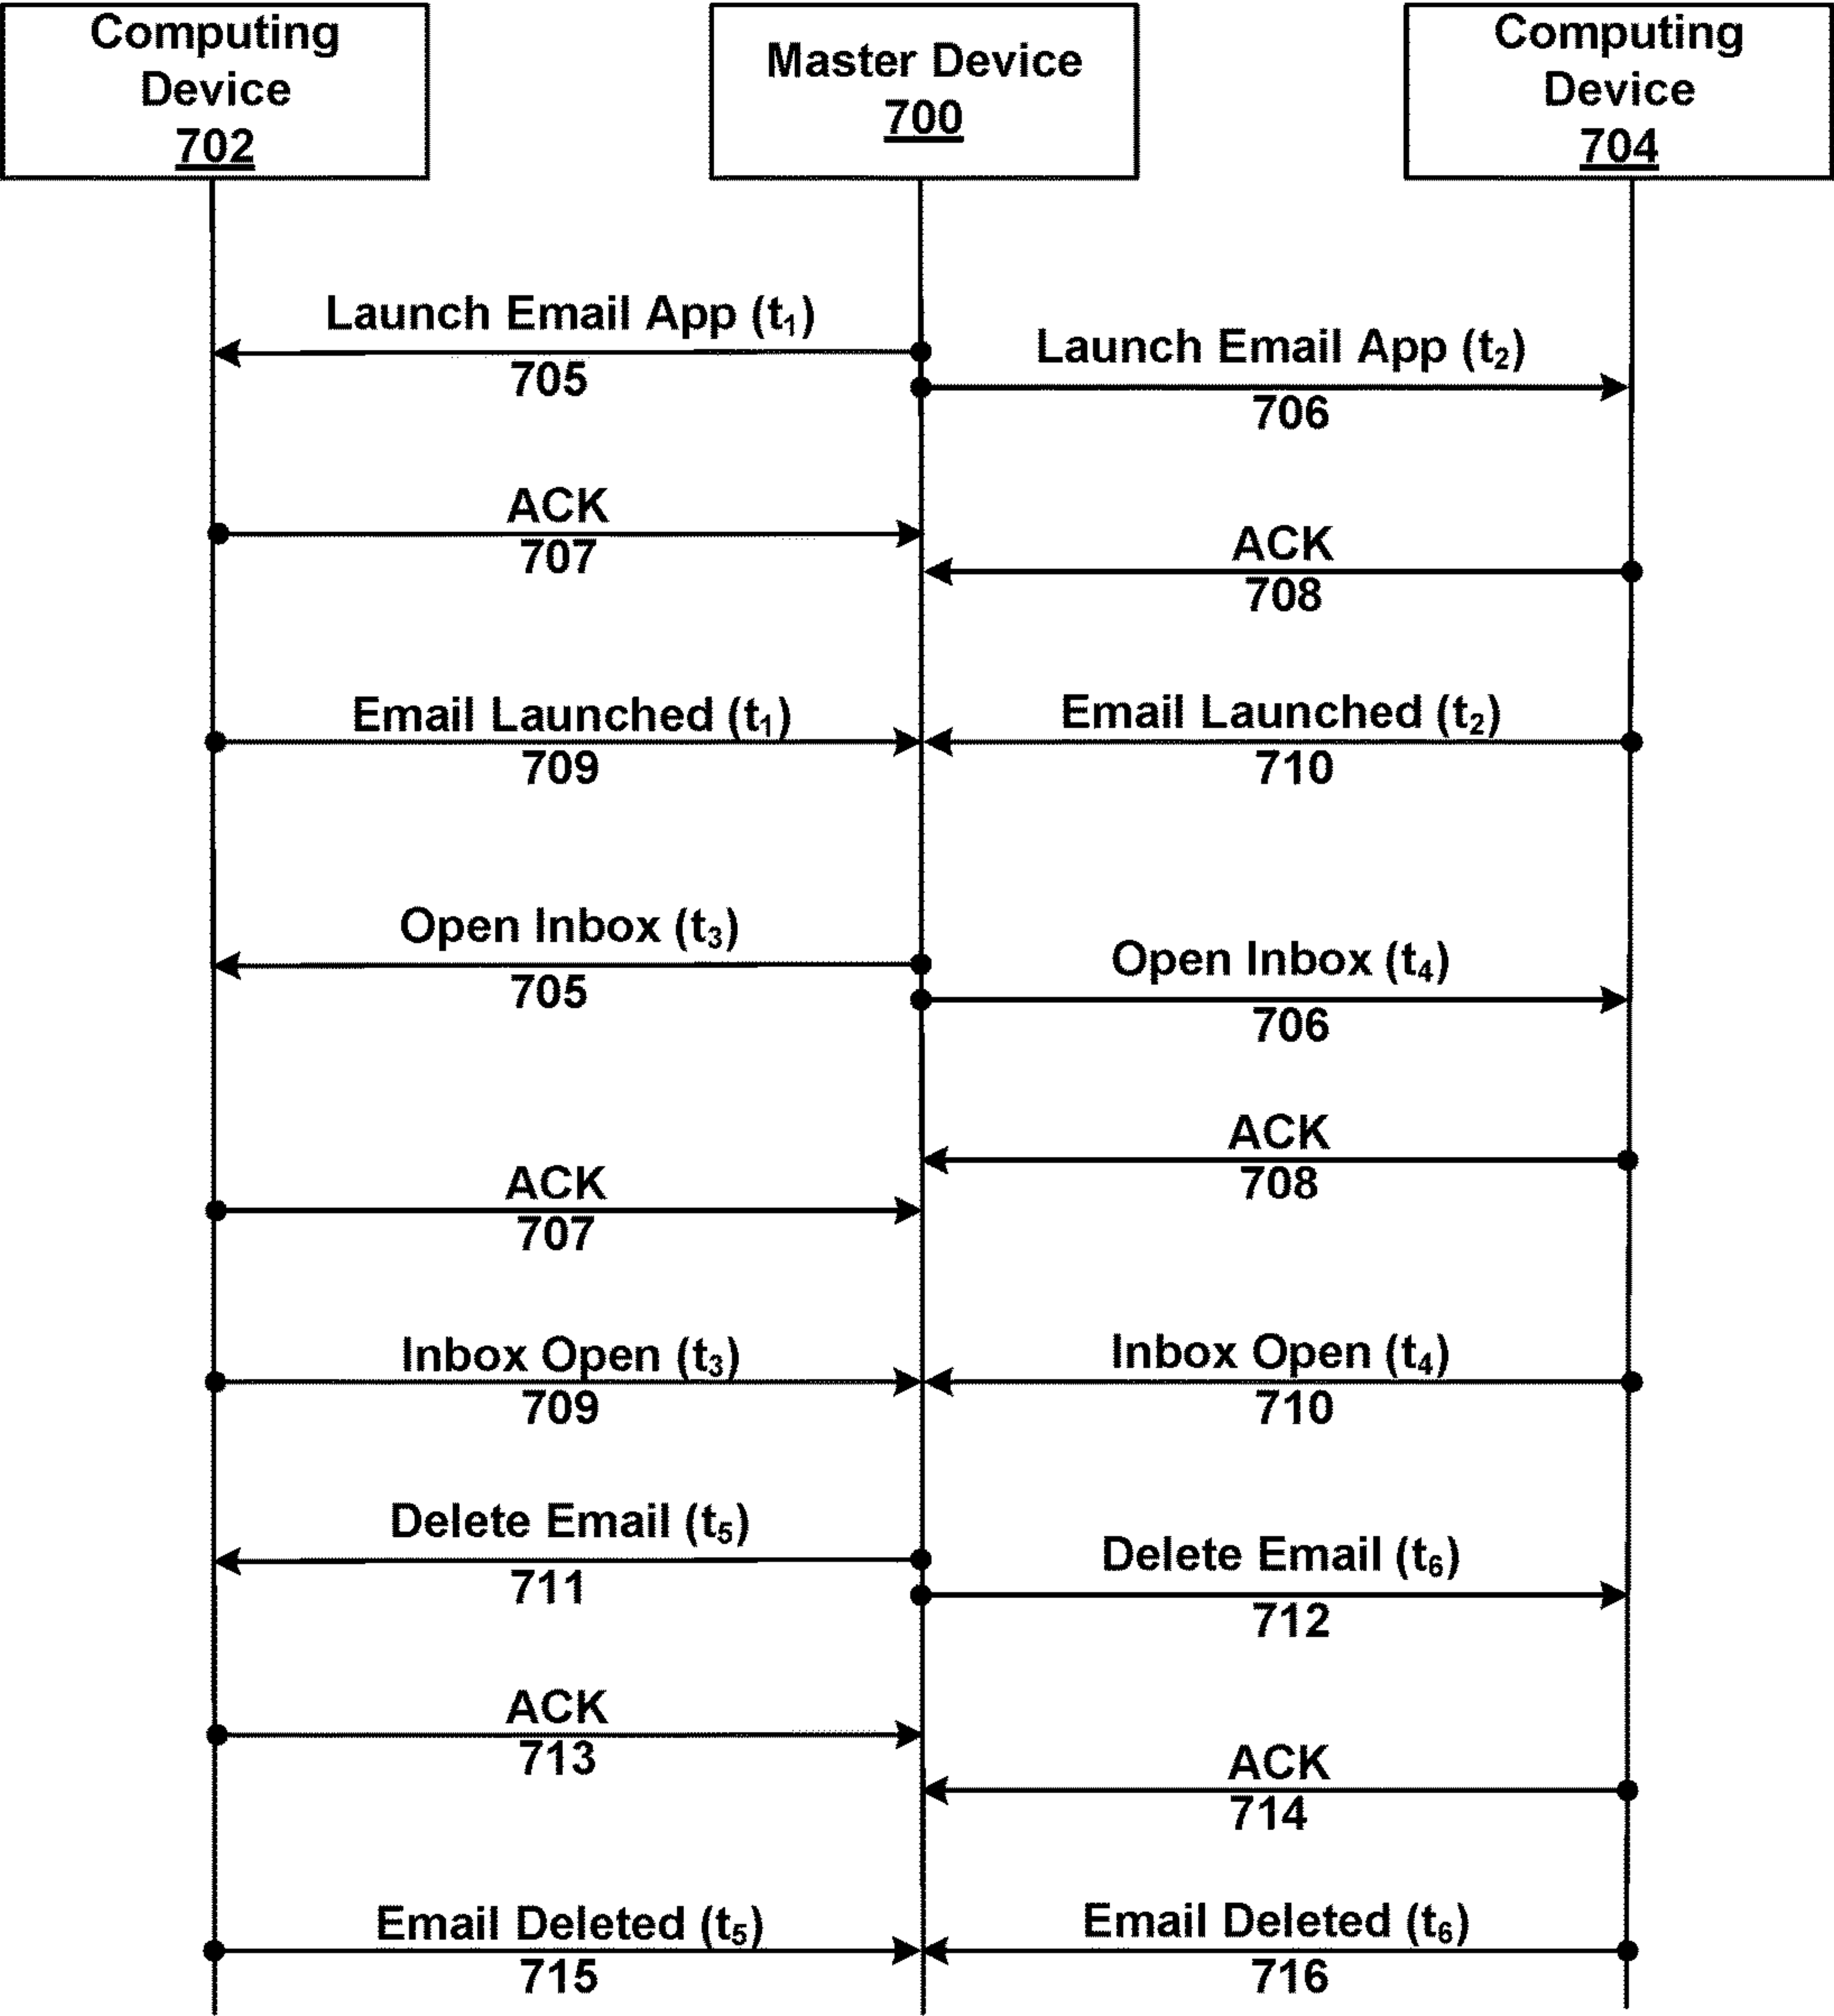 Computing
Device
702
Master Device
700
Computing
Device
704
Launch Email App (t₁)
705
Launch Email App (t₂)
706
ACK
707
ACK
708
Email Launched (t₁)
709
Email Launched (t₂)
710
Open Inbox (t₃)
705
Open Inbox (t₄)
706
ACK
708
ACK
707
Inbox Open (t₃)
709
Inbox Open (t₄)
710
Delete Email (t₅)
711
Delete Email (t₆)
712
ACK
713
ACK
714
Email Deleted (t₅)
715
Email Deleted (t₆)
716